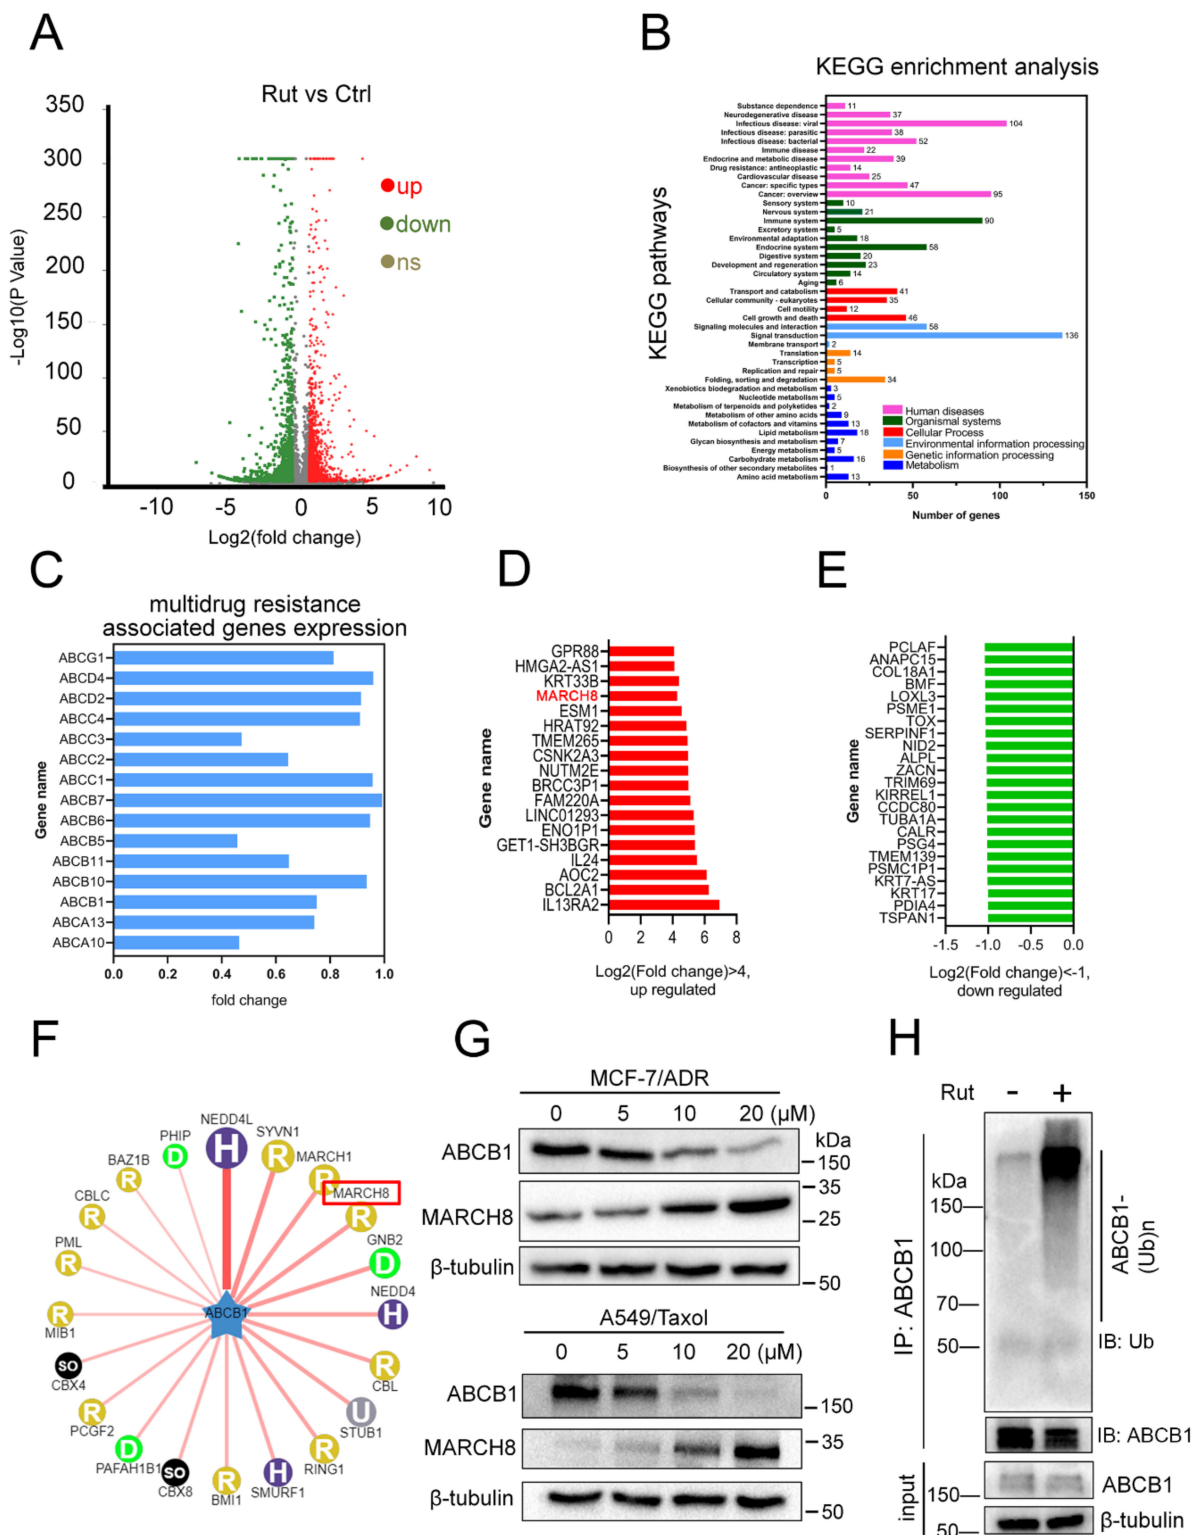 A
Rut vs Ctrl
350
300
250
200
150
100
50
0
-Log10(P Value)
up
down
ns
-10
-5
0
5
10
Log2(fold change)
B
KEGG enrichment analysis
KEGG pathways
Substance dependence 11
Neurodegenerative disease 37
Infectious disease: viral 104
Infectious disease: parasitic 38
Infectious disease: bacterial 52
Immune disease 22
Endocrine and metabolic disease 39
Drug resistance: antineoplastic 14
Cardiovascular disease 25
Cancer: specific types 47
Cancer: overview 95
Sensory system 10
Nervous system 21
Immune system 90
Excretory system 5
Environmental adaptation 18
Endocrine system 58
Digestive system 20
Development and regeneration 23
Circulatory system 14
Aging 6
Transport and catabolism 41
Cellular community - eukaryotes 35
Cell motility 12
Cell growth and death 46
Signaling molecules and interaction 58
Signal transduction 136
Membrane transport 2
Translation 14
Transcription 5
Replication and repair 5
Folding, sorting and degradation 34
Xenobiotics biodegradation and metabolism 3
Nucleotide metabolism 5
Metabolism of terpenoids and polyketides 2
Metabolism of other amino acids 9
Metabolism of cofactors and vitamins 13
Lipid metabolism 18
Glycan biosynthesis and metabolism 7
Energy metabolism 5
Carbohydrate metabolism 16
Biosynthesis of other secondary metabolites 1
Amino acid metabolism 13
Human diseases
Organismal systems
Cellular Process
Environmental information processing
Genetic information processing
Metabolism
0 50 100 150
Number of genes
C
multidrug resistance
associated genes expression
Gene name
ABCG1
ABCD4
ABCD2
ABCC4
ABCC3
ABCC2
ABCC1
ABCB7
ABCB6
ABCB5
ABCB11
ABCB10
ABCB1
ABCA13
ABCA10
0.0 0.2 0.4 0.6 0.8 1.0
fold change
D
Gene name
GPR88
HMGA2-AS1
KRT33B
MARCH8
ESM1
HRAT92
TMEM265
CSNK2A3
NUTM2E
BRCC3P1
FAM220A
LINC01293
ENO1P1
GET1-SH3BGR
IL24
AOC2
BCL2A1
IL13RA2
0 2 4 6 8
Log2(Fold change)>4,
up regulated
E
Gene name
PCLAF
ANAPC15
COL18A1
BMF
LOXL3
PSME1
TOX
SERPINF1
NID2
ALPL
ZACN
TRIM69
KIRREL1
CCDC80
TUBA1A
CALR
PSG4
TMEM139
PSMC1P1
KRT7-AS
KRT17
PDIA4
TSPAN1
-1.5 -1.0 -0.5 0.0
Log2(Fold change)<-1,
down regulated
F
NEDD4L
H
SYVN1
R
MARCH1
R
MARCH8
R
GNB2
D
NEDD4
H
CBL
R
STUB1
U
RING1
R
SMURF1
H
BMI1
R
CBX8
SO
PAFAH1B1
D
PCGF2
R
CBX4
SO
MIB1
R
PML
R
CBLC
R
BAZ1B
R
PHIP
D
ABCB1
G
MCF-7/ADR
0 5 10 20 (μM)
kDa
ABCB1
150
35
MARCH8
25
β-tubulin
50
A549/Taxol
0 5 10 20 (μM)
ABCB1
150
MARCH8
35
β-tubulin
50
H
Rut - +
kDa
150
100
70
50
IP: ABCB1
ABCB1-
(Ub)n
IB: Ub
IB: ABCB1
input
150
ABCB1
50
β-tubulin